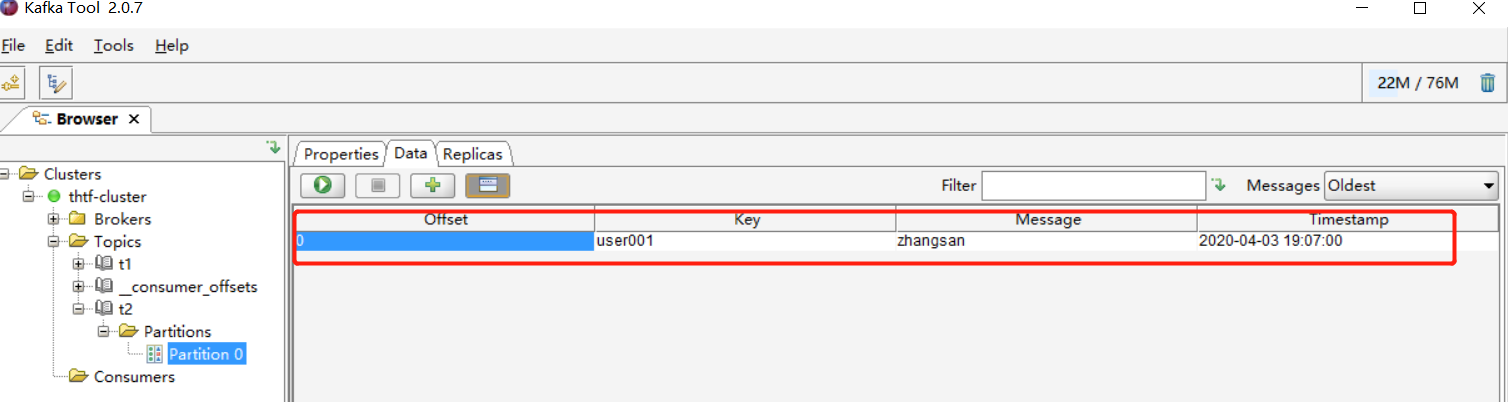 Kafka Tool 2.0.7
File Edit Tools Help
22M / 76M
Browser
Properties Data Replicas
Filter Messages Oldest
Clusters
thtf-cluster
Brokers
Topics
t1
__consumer_offsets
t2
Partitions
Partition 0
Consumers
Offset Key Message Timestamp
0 user001 zhangsan 2020-04-03 19:07:00